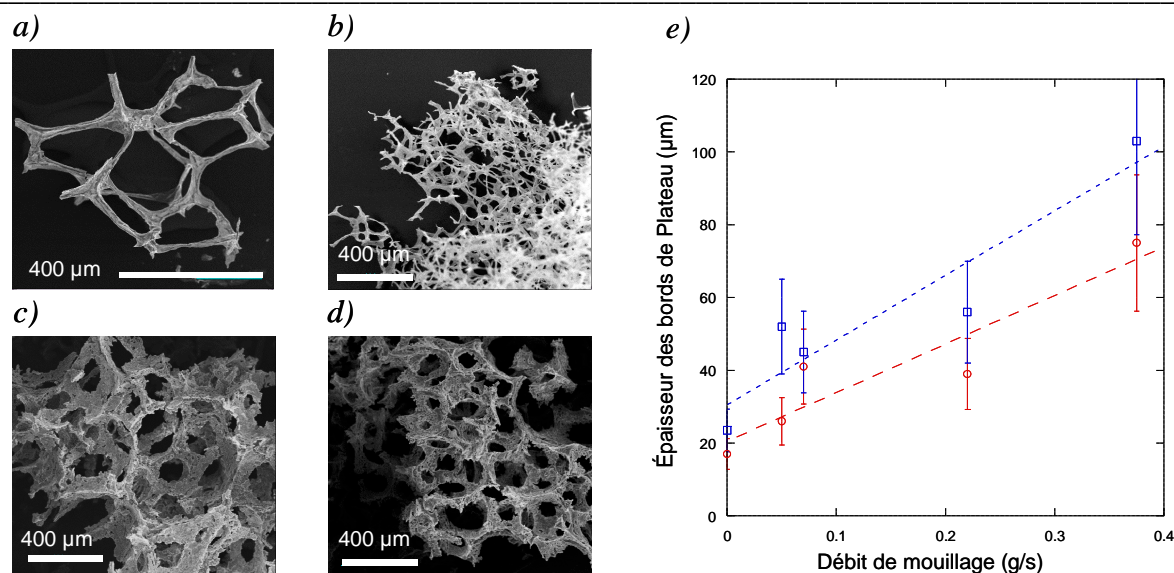 a)
b)
e)
400 µm
400 µm
c)
d)
400 µm
400 µm
Épaisseur des bords de Plateau (µm)
120
100
80
60
40
20
0
0
0.1
0.2
0.3
0.4
Débit de mouillage (g/s)